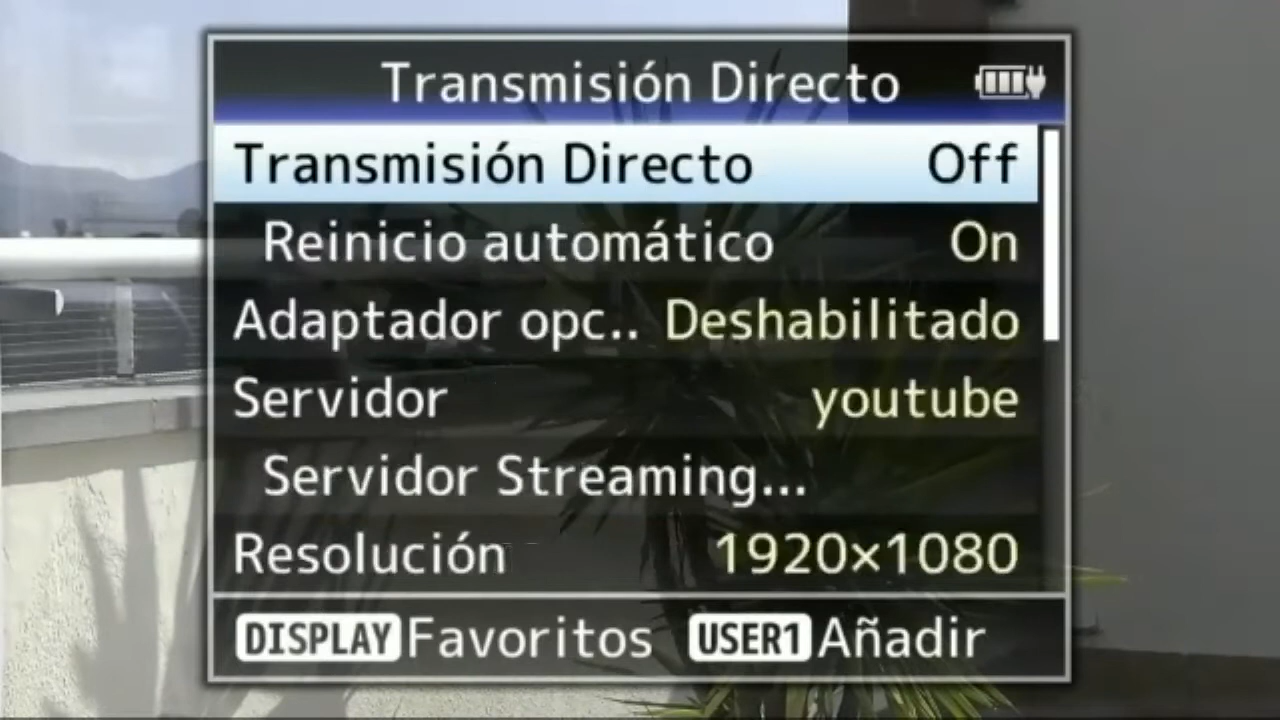 Transmisión Directo
Transmisión Directo Off
Reinicio automático On
Adaptador opc.. Deshabilitado
Servidor youtube
Servidor Streaming...
Resolución 1920×1080
DISPLAY Favoritos USER1 Añadir